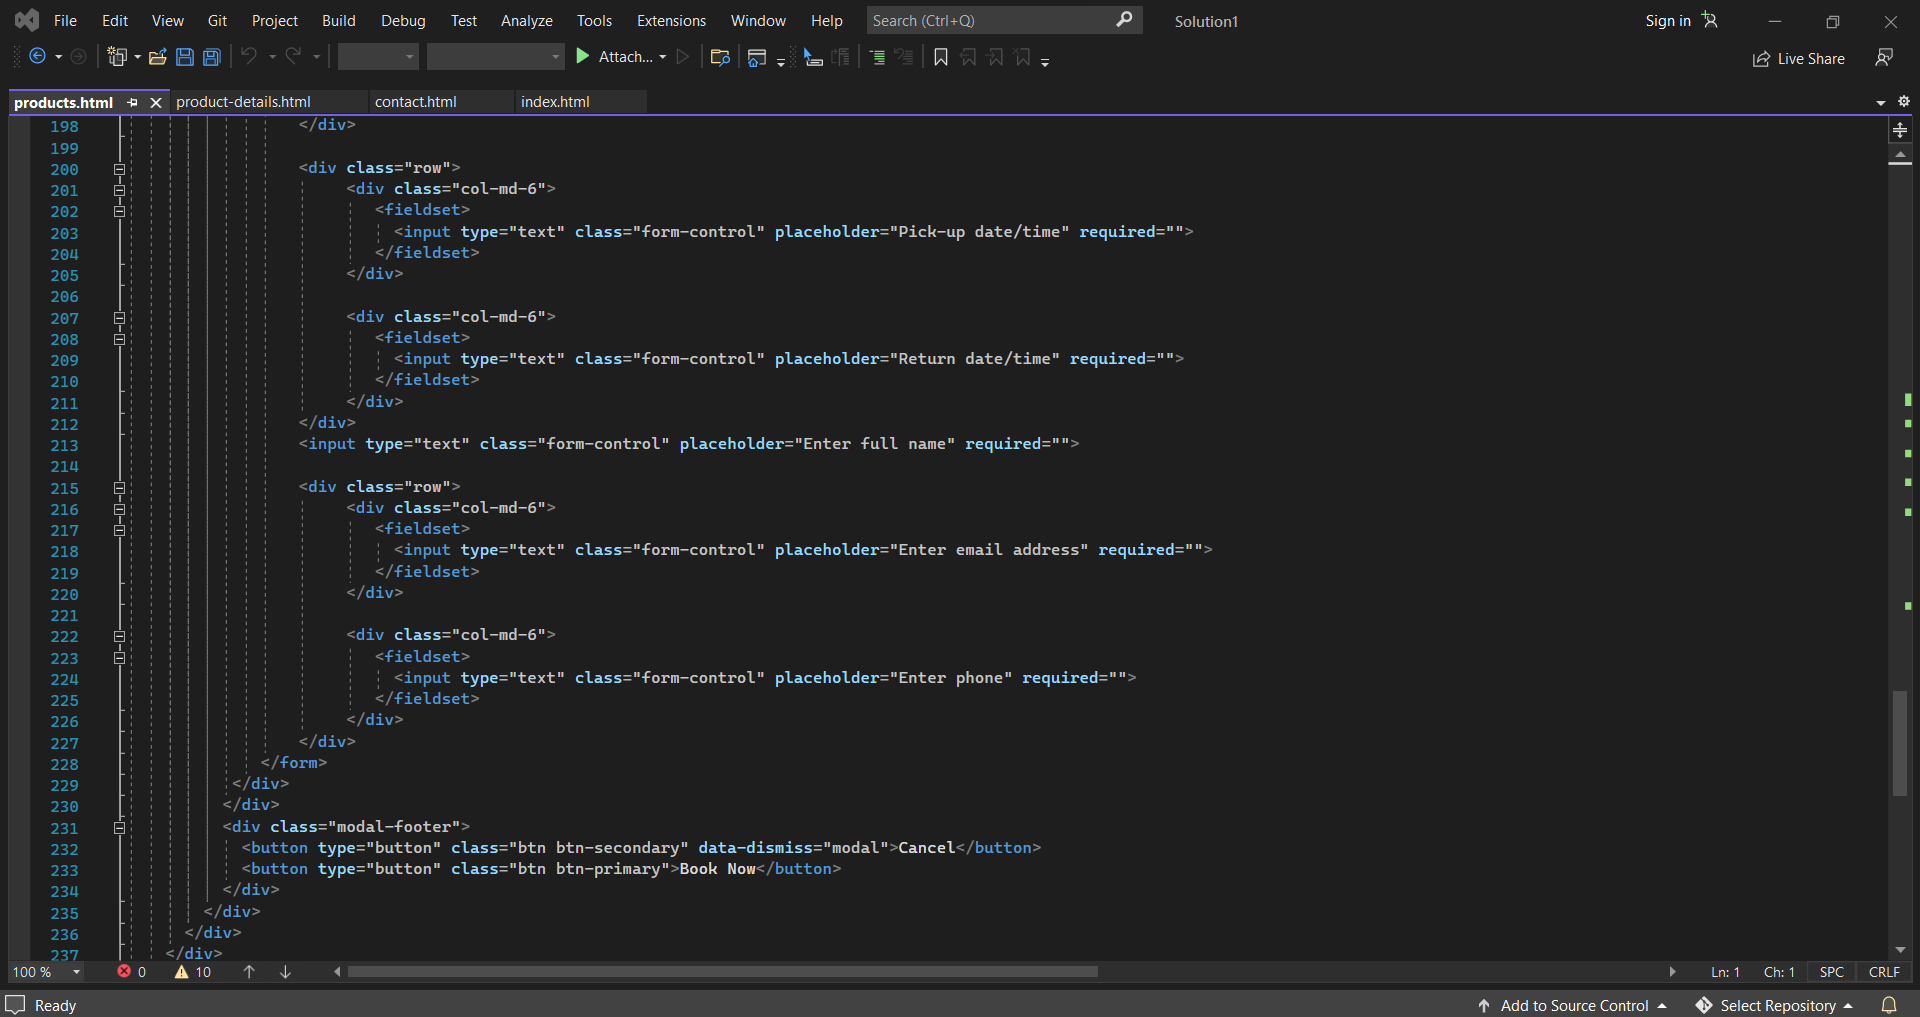 File Edit View Git Project Build Debug Test Analyze Tools Extensions Window Help Search (Ctrl+Q) Solution1 Sign in
Attach... Live Share
products.html product-details.html contact.html index.html
198 </div>
199
200 <div class="row">
201 <div class="col-md-6">
202 <fieldset>
203 <input type="text" class="form-control" placeholder="Pick-up date/time" required="">
204 </fieldset>
205 </div>
206
207 <div class="col-md-6">
208 <fieldset>
209 <input type="text" class="form-control" placeholder="Return date/time" required="">
210 </fieldset>
211 </div>
212 </div>
213 <input type="text" class="form-control" placeholder="Enter full name" required="">
214
215 <div class="row">
216 <div class="col-md-6">
217 <fieldset>
218 <input type="text" class="form-control" placeholder="Enter email address" required="">
219 </fieldset>
220 </div>
221
222 <div class="col-md-6">
223 <fieldset>
224 <input type="text" class="form-control" placeholder="Enter phone" required="">
225 </fieldset>
226 </div>
227 </div>
228 </form>
229 </div>
230 </div>
231 <div class="modal-footer">
232 <button type="button" class="btn btn-secondary" data-dismiss="modal">Cancel</button>
233 <button type="button" class="btn btn-primary">Book Now</button>
234 </div>
235 </div>
236 </div>
237 </div>
100 % 0 10 Ln: 1 Ch: 1 SPC CRLF
Ready Add to Source Control Select Repository